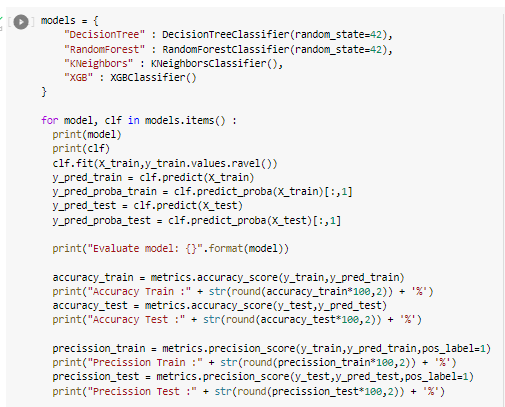 models = {
    "DecisionTree" : DecisionTreeClassifier(random_state=42),
    "RandomForest" : RandomForestClassifier(random_state=42),
    "KNeighbors" : KNeighborsClassifier(),
    "XGB" : XGBClassifier()
}
for model, clf in models.items() :
  print(model)
  print(clf)
  clf.fit(X_train,y_train.values.ravel())
  y_pred_train = clf.predict(X_train)
  y_pred_proba_train = clf.predict_proba(X_train)[:,1]
  y_pred_test = clf.predict(X_test)
  y_pred_proba_test = clf.predict_proba(X_test)[:,1]
  print("Evaluate model: {}".format(model))
  accuracy_train = metrics.accuracy_score(y_train,y_pred_train)
  print("Accuracy Train :" + str(round(accuracy_train*100,2)) + '%')
  accuracy_test = metrics.accuracy_score(y_test,y_pred_test)
  print("Accuracy Test :" + str(round(accuracy_test*100,2)) + '%')
  precission_train = metrics.precision_score(y_train,y_pred_train,pos_label=1)
  print("Precission Train :" + str(round(precission_train*100,2)) + '%')
  precission_test = metrics.precision_score(y_test,y_pred_test,pos_label=1)
  print("Precission Test :" + str(round(precission_test*100,2)) + '%')